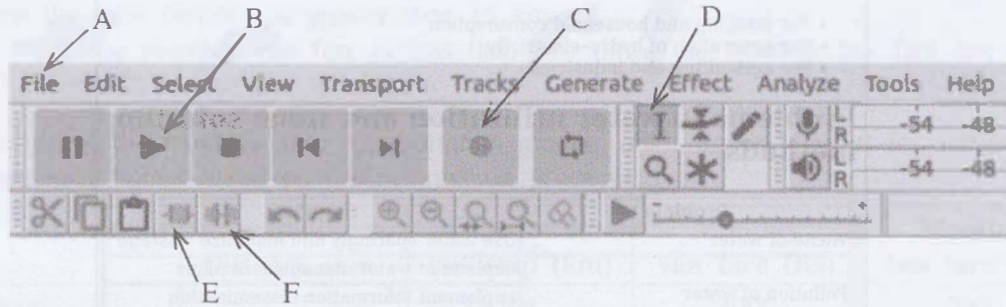 A B C D
File Edit Select View Transport Tracks Generate Effect Analyze Tools Help
L -54 -48
R
L -54 -48
R
E F